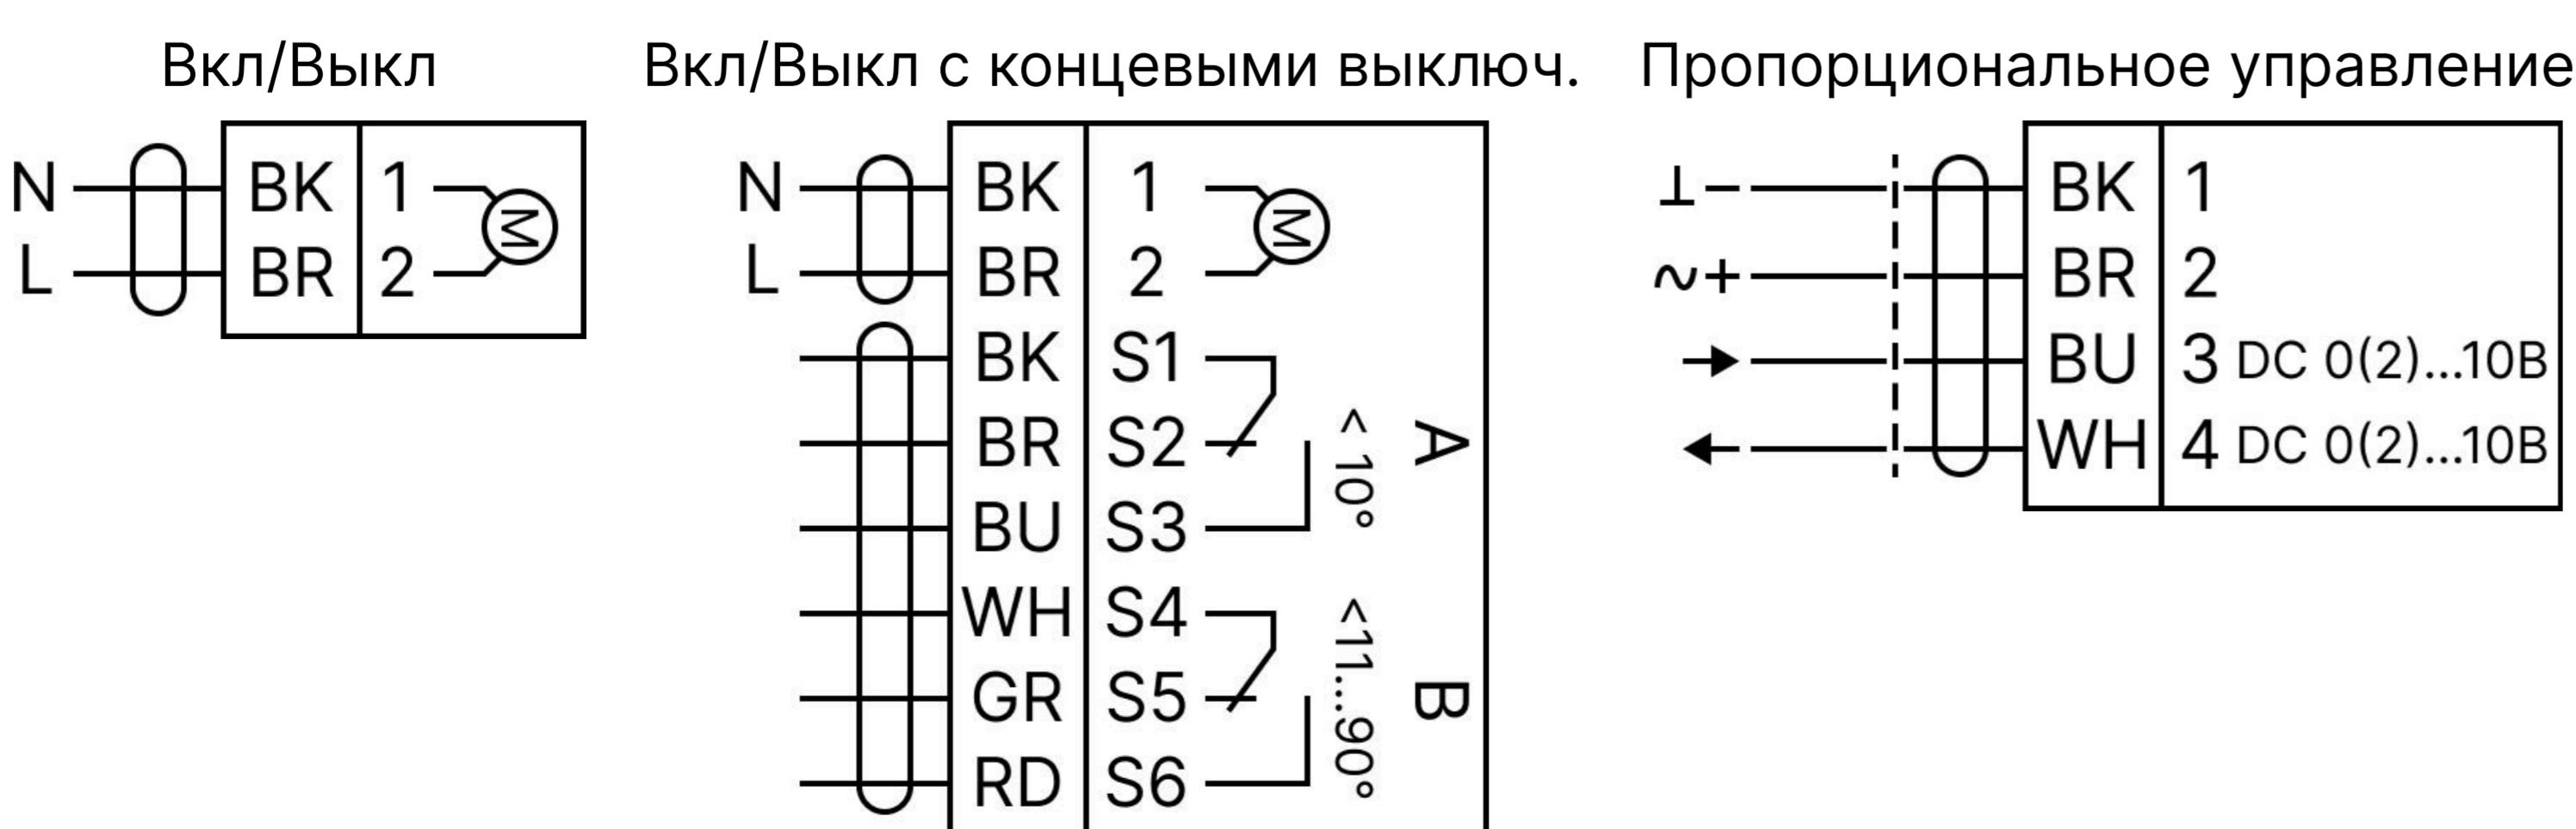 Вкл/Выкл
N BK 1 M
L BR 2
Вкл/Выкл с концевыми выключ.
N BK 1 M
L BR 2
BK S1
BR S2
BU S3
< 10° A
WH S4
GR S5
RD S6
<11...90° B
Пропорциональное управление
⊥– BK 1
~+ BR 2
BU 3 DC 0(2)...10В
WH 4 DC 0(2)...10В